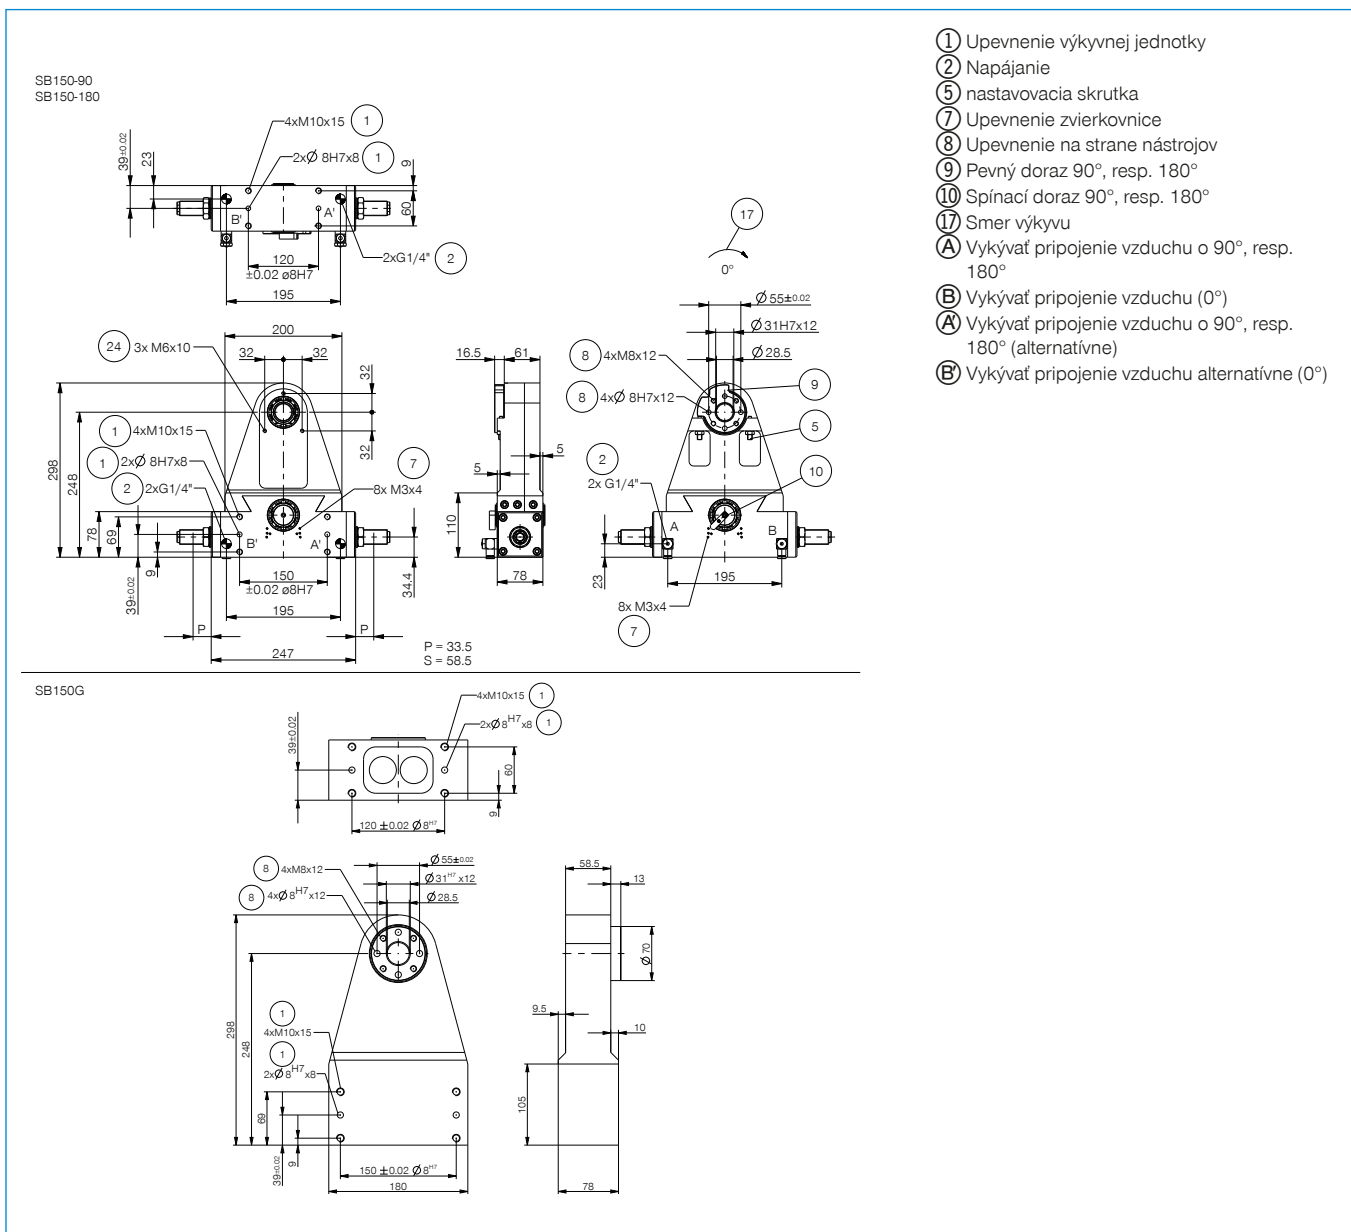 SB150-90
SB150-180
4xM10x15 1
2xØ 8H7x8 1
39±0.02
23
9
60
B'
A'
2xG1/4" 2
120
±0.02 ø8H7
195
17
0°
200
24 3x M6x10
32
32
32
32
1 4xM10x15
1 2xØ 8H7x8
2 2xG1/4"
7
8x M3x4
298
248
78
69
39±0.02
9
B'
A'
34.4
150
±0.02 ø8H7
195
P
P
247
P = 33.5
S = 58.5
16.5
61
5
5
110
78
Ø 55±0.02
Ø 31H7x12
Ø 28.5
8 4xM8x12
8 4xØ 8H7x12
9
5
2
2x G1/4"
10
A
B
23
195
8x M3x4
7
SB150G
4xM10x15 1
2xØ 8H7x8 1
39±0.02
60
9
120 ±0.02 Ø 8H7
Ø 55±0.02
8 4xM8x12
Ø 31H7 x12
8 4xØ 8H7x12
Ø 28.5
298
248
1
4xM10x15
1
2xØ 8H7 x8
69
39±0.02
9
150 ±0.02 Ø 8H7
180
58.5
13
Ø 70
9.5
10
105
78
1 Upevnenie výkyvnej jednotky
2 Napájanie
5 nastavovacia skrutka
7 Upevnenie zvierkovnice
8 Upevnenie na strane nástrojov
9 Pevný doraz 90°, resp. 180°
10 Spínací doraz 90°, resp. 180°
17 Smer výkyvu
A Vykývať pripojenie vzduchu o 90°, resp.
180°
B Vykývať pripojenie vzduchu (0°)
A' Vykývať pripojenie vzduchu o 90°, resp.
180° (alternatívne)
B' Vykývať pripojenie vzduchu alternatívne (0°)